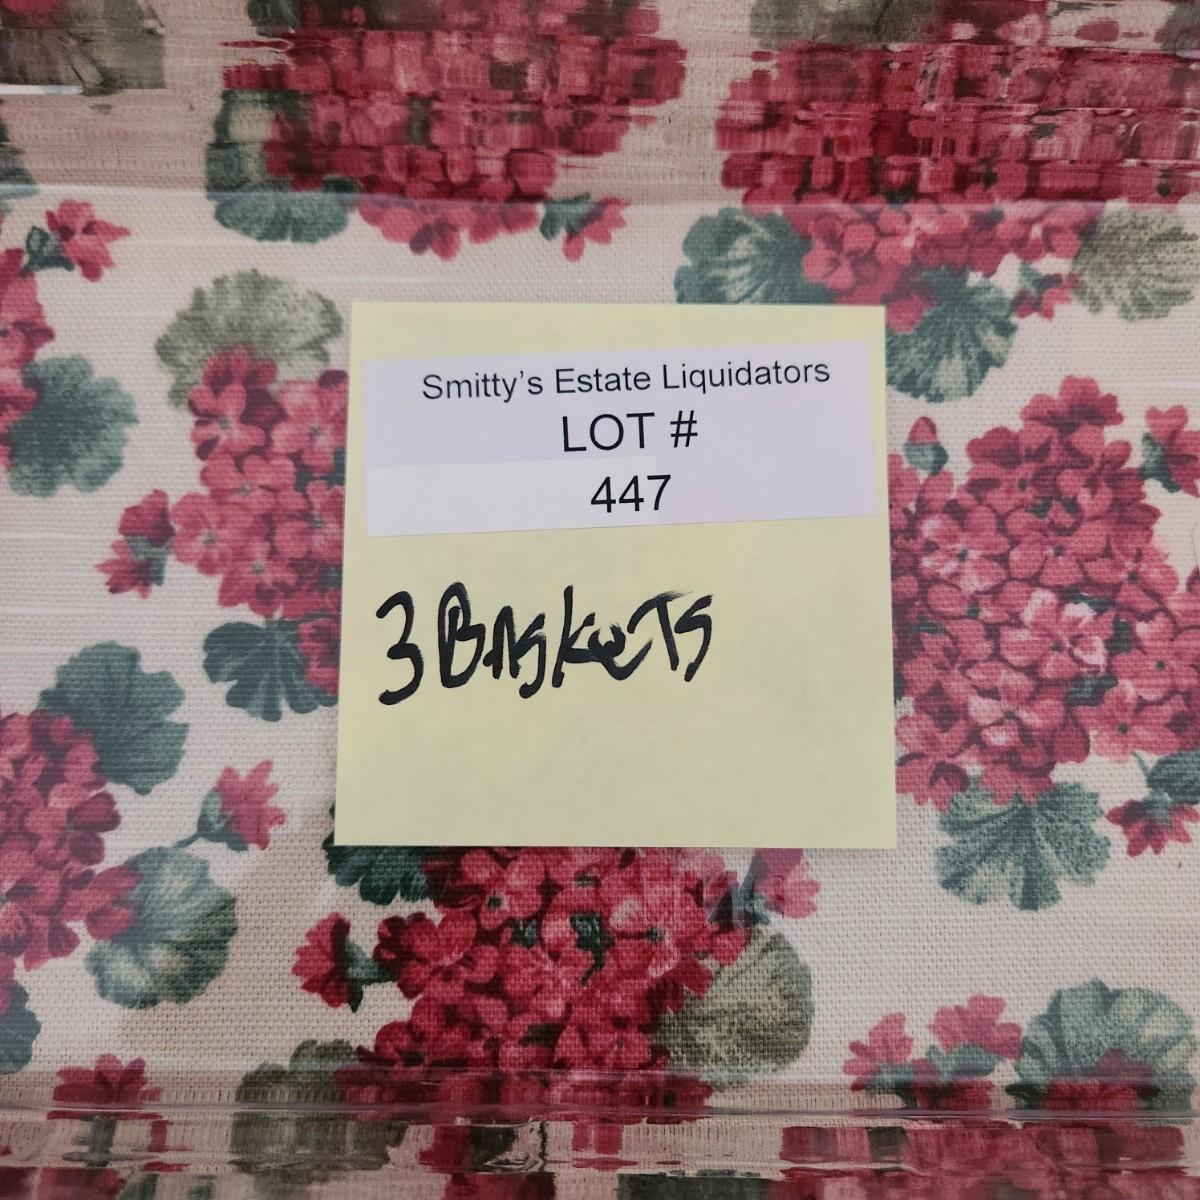 Smitty's Estate Liquidators
LOT #
447
3 BAskeTs